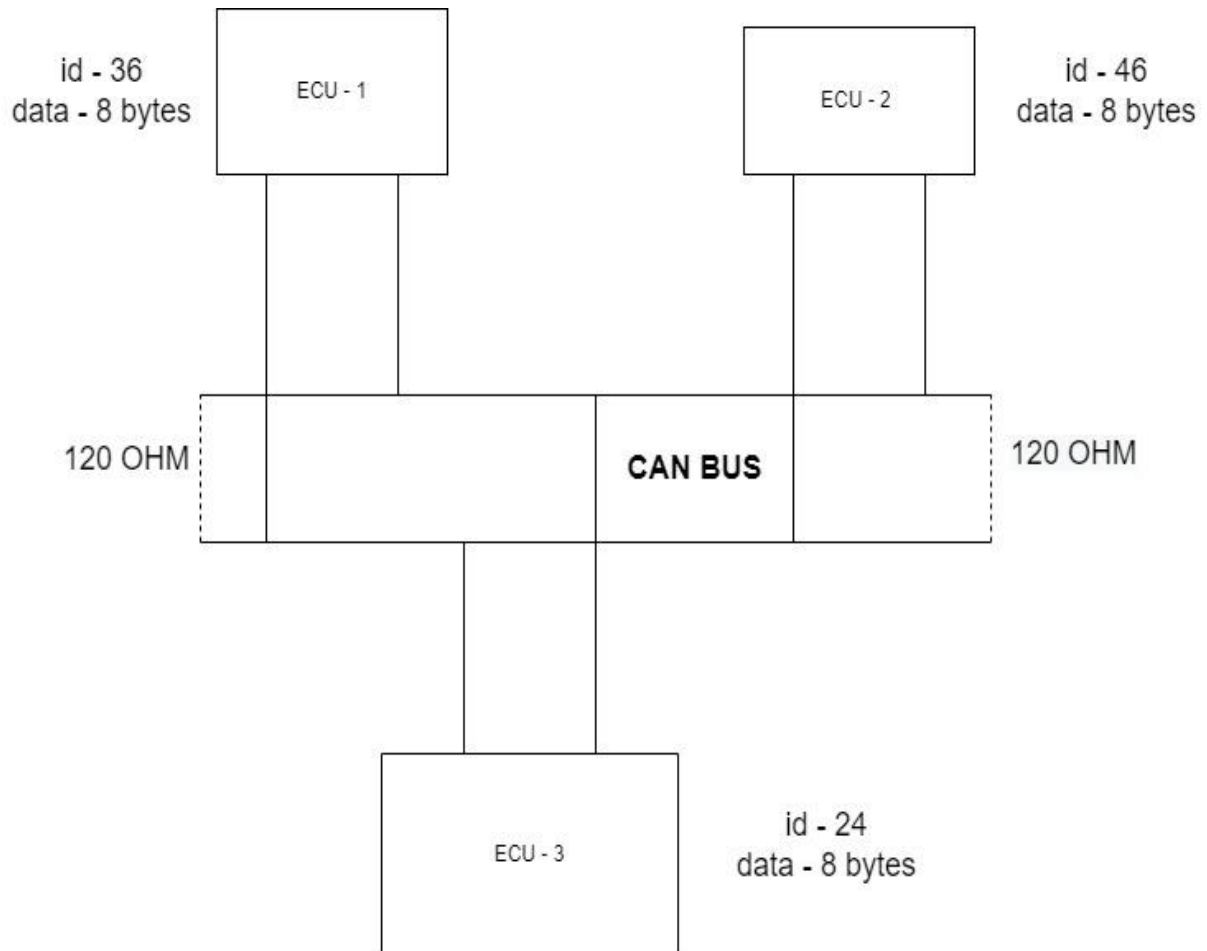 id - 36
data - 8 bytes
ECU - 1
ECU - 2
id - 46
data - 8 bytes
120 OHM
CAN BUS
120 OHM
ECU - 3
id - 24
data - 8 bytes